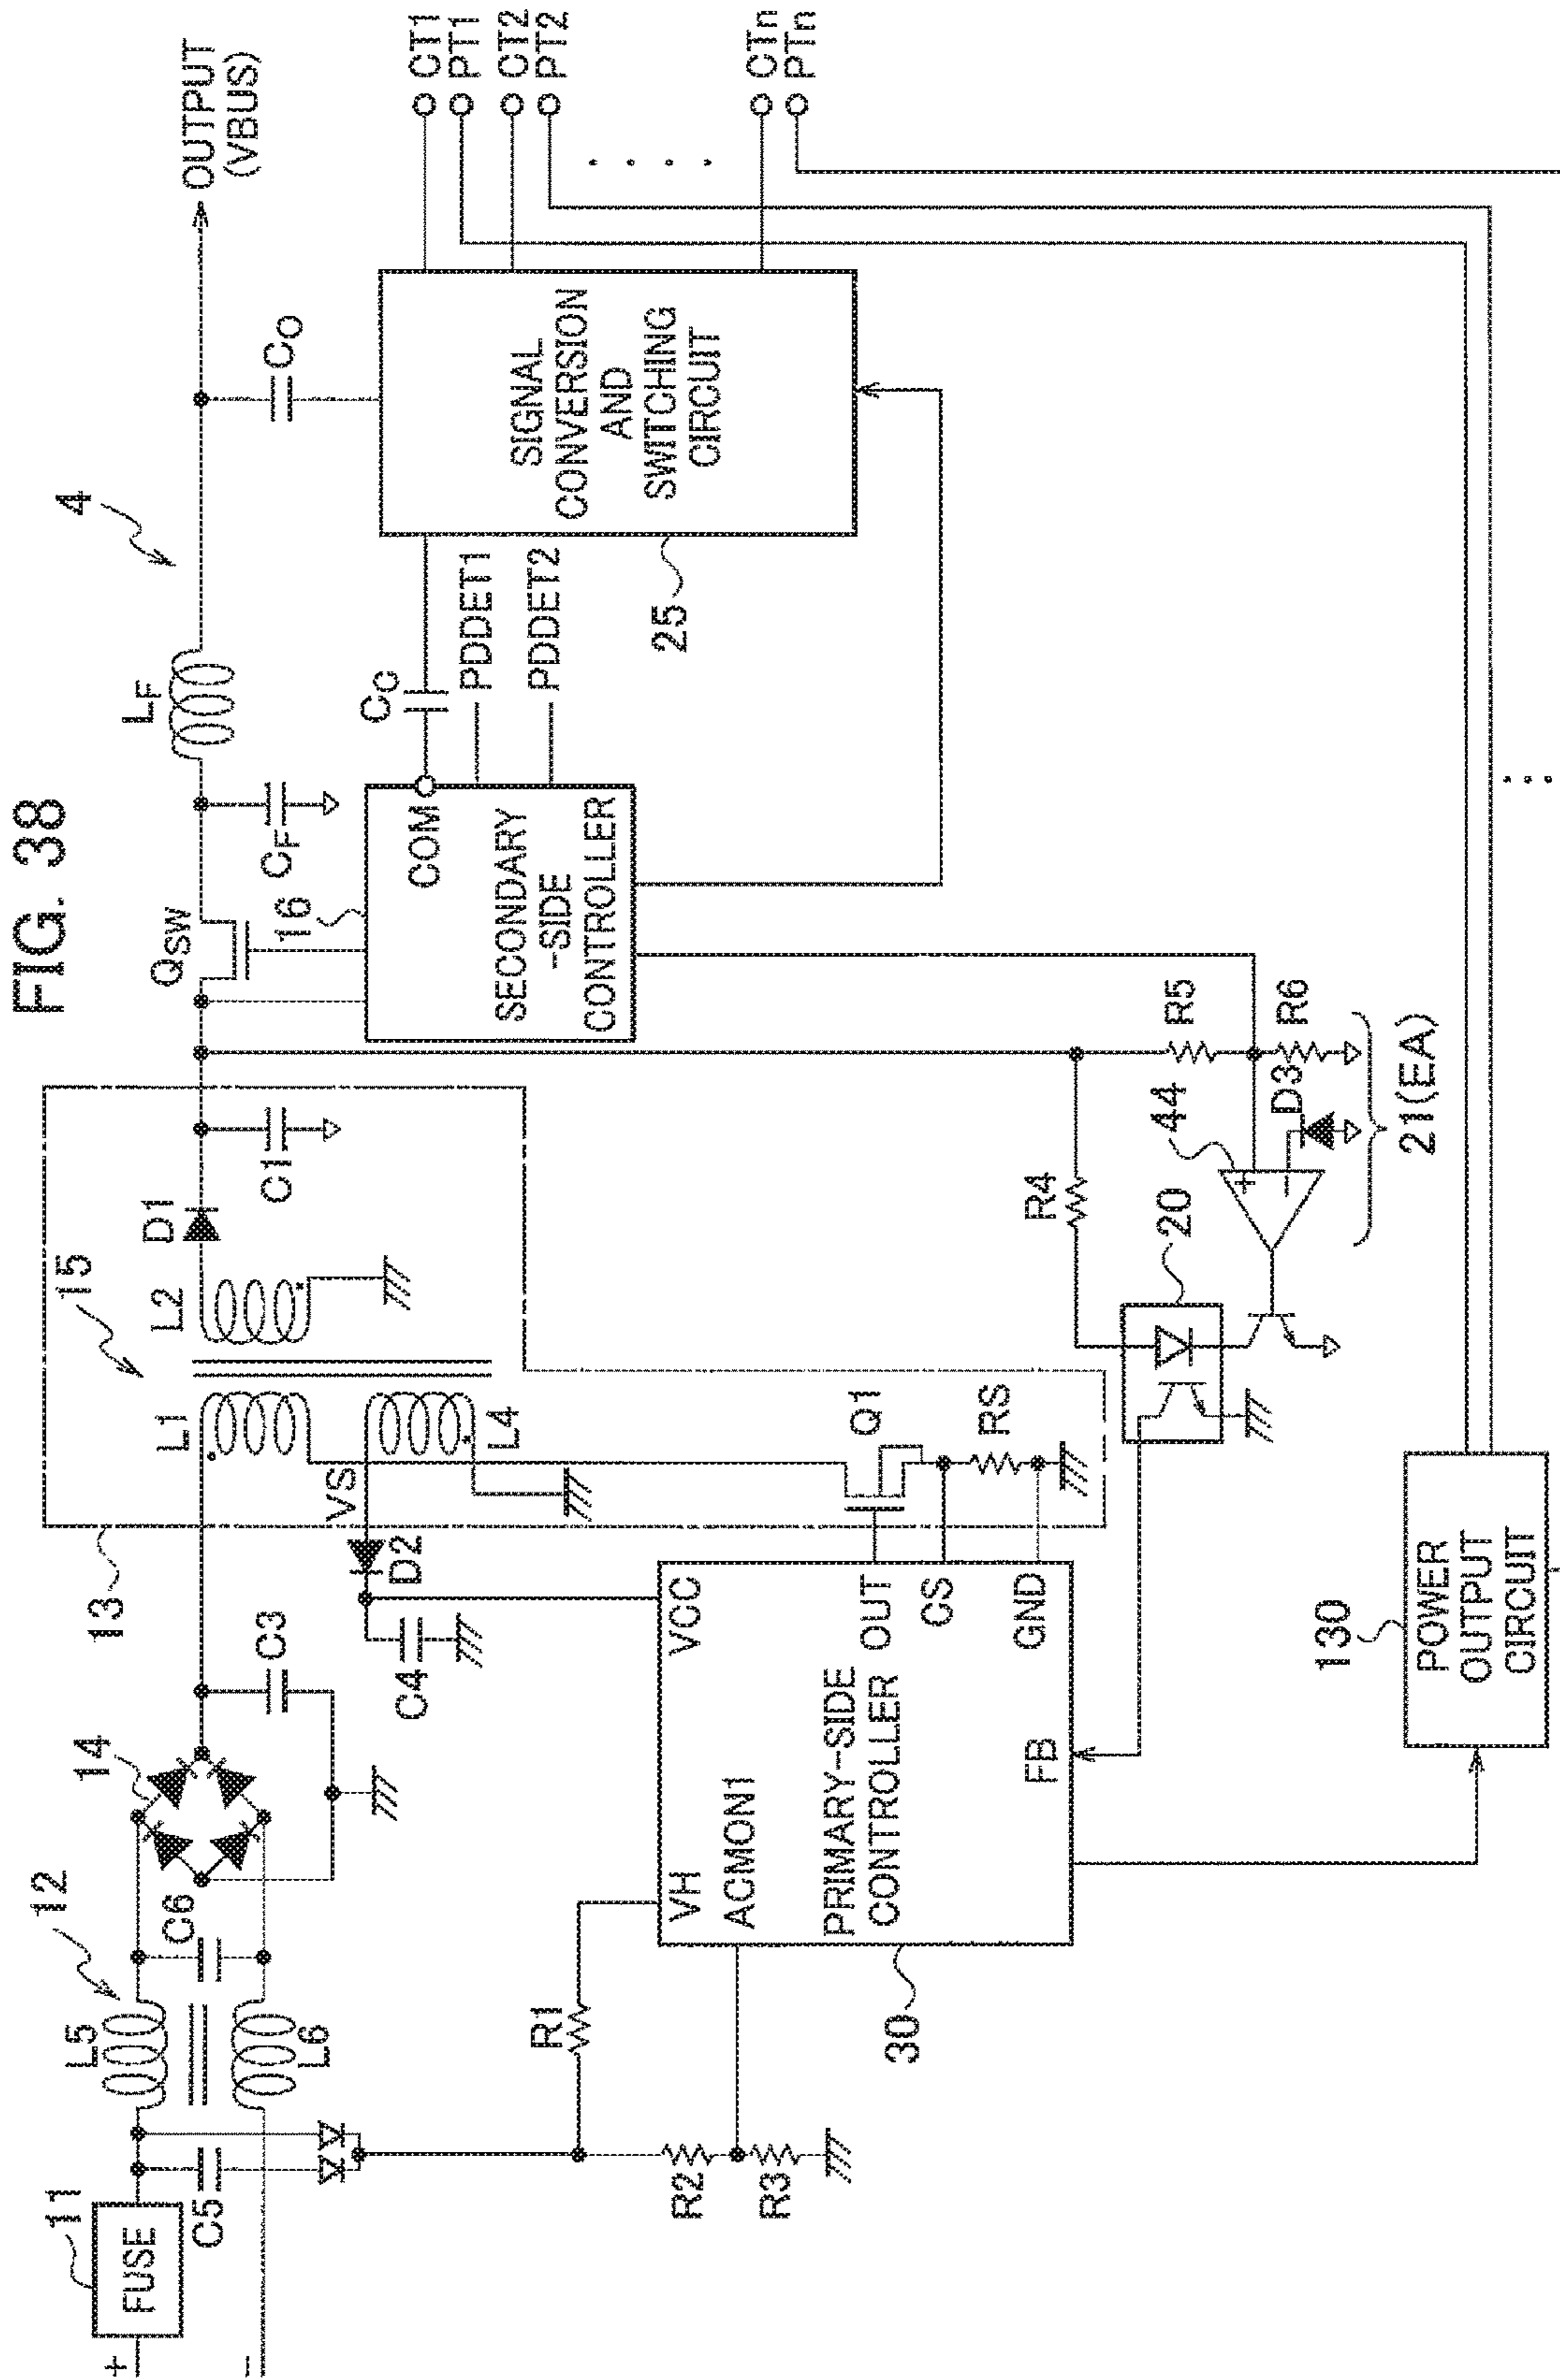 FIG. 38
4
OUTPUT
(VBUS)
11
FUSE
+
−
C5
L5
L6
12
C6
14
C3
13
15
L1
L2
D1
C1
QSW
CF
LF
CO
16
COM
SECONDARY
-SIDE
CONTROLLER
CC
PDDET1
PDDET2
SIGNAL
CONVERSION
AND
SWITCHING
CIRCUIT
25
CT1
PT1
CT2
PT2
CTn
PTn
VS
L4
D2
C4
R1
R2
R3
VH
ACMON1
VCC
PRIMARY-SIDE
CONTROLLER
OUT
CS
GND
FB
30
Q1
RS
R4
R5
R6
20
44
+
−
D3
21(EA)
130
POWER
OUTPUT
CIRCUIT